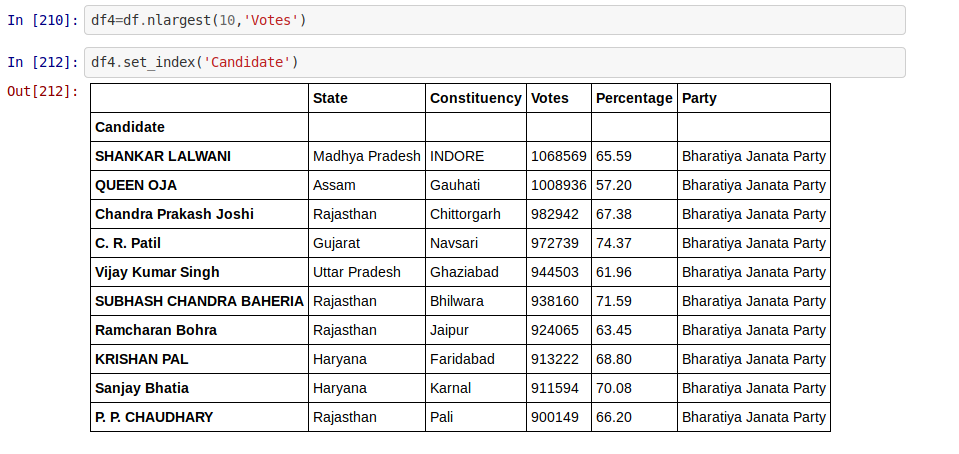 In [210]: df4=df.nlargest(10,'Votes')
In [212]: df4.set_index('Candidate')
Out[212]:
State Constituency Votes Percentage Party
Candidate
SHANKAR LALWANI Madhya Pradesh INDORE 1068569 65.59 Bharatiya Janata Party
QUEEN OJA Assam Gauhati 1008936 57.20 Bharatiya Janata Party
Chandra Prakash Joshi Rajasthan Chittorgarh 982942 67.38 Bharatiya Janata Party
C. R. Patil Gujarat Navsari 972739 74.37 Bharatiya Janata Party
Vijay Kumar Singh Uttar Pradesh Ghaziabad 944503 61.96 Bharatiya Janata Party
SUBHASH CHANDRA BAHERIA Rajasthan Bhilwara 938160 71.59 Bharatiya Janata Party
Ramcharan Bohra Rajasthan Jaipur 924065 63.45 Bharatiya Janata Party
KRISHAN PAL Haryana Faridabad 913222 68.80 Bharatiya Janata Party
Sanjay Bhatia Haryana Karnal 911594 70.08 Bharatiya Janata Party
P. P. CHAUDHARY Rajasthan Pali 900149 66.20 Bharatiya Janata Party